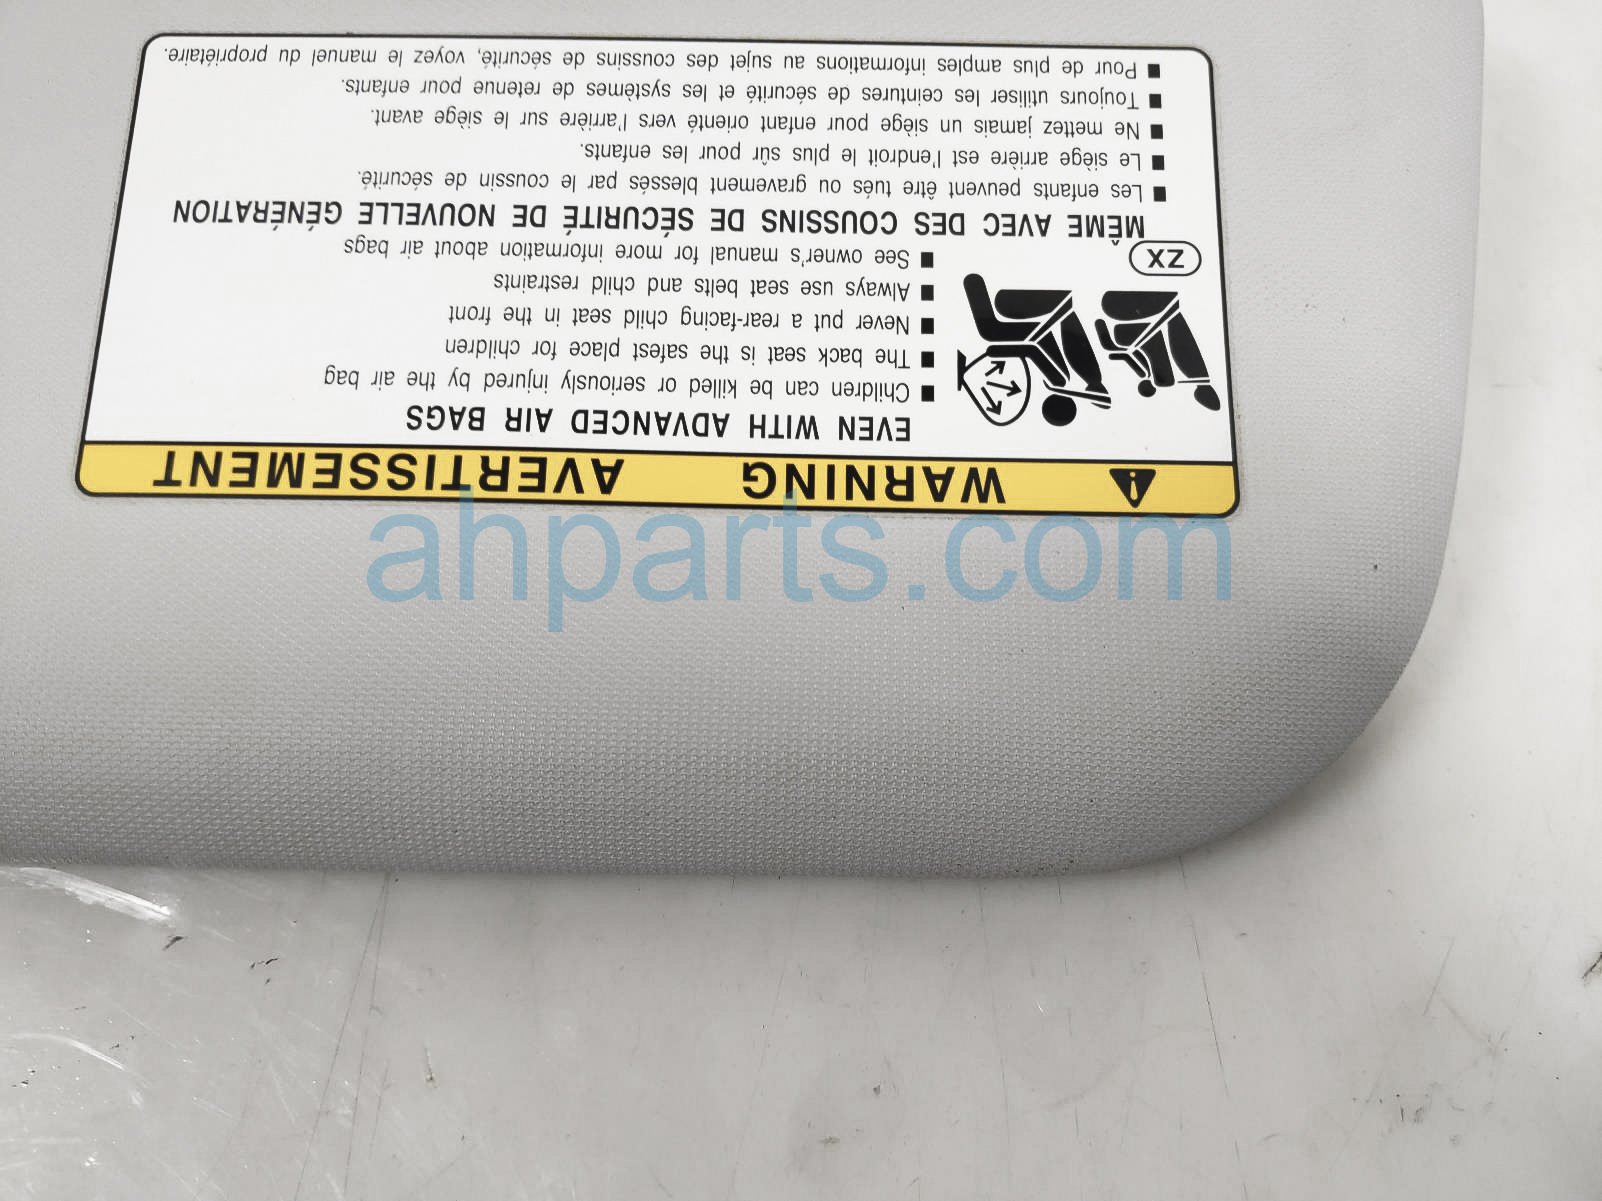 WARNING AVERTISSEMENT
EVEN WITH ADVANCED AIR BAGS
■ Children can be killed or seriously injured by the air bag
■ The back seat is the safest place for children
■ Never put a rear-facing child seat in the front
■ Always use seat belts and child restraints
■ See owner's manual for more information about air bags
ZX
MÊME AVEC DES COUSSINS DE SÉCURITÉ DE NOUVELLE GÉNÉRATION
■ Les enfants peuvent être tués ou gravement blessés par le coussin de sécurité.
■ Le siège arrière est l'endroit le plus sûr pour les enfants.
■ Ne mettez jamais un siège pour enfant orienté vers l'arrière sur le siège avant.
■ Toujours utiliser les ceintures de sécurité et les systèmes de retenue pour enfants.
■ Pour de plus amples informations au sujet des coussins de sécurité, voyez le manuel du propriétaire.
ahparts.com